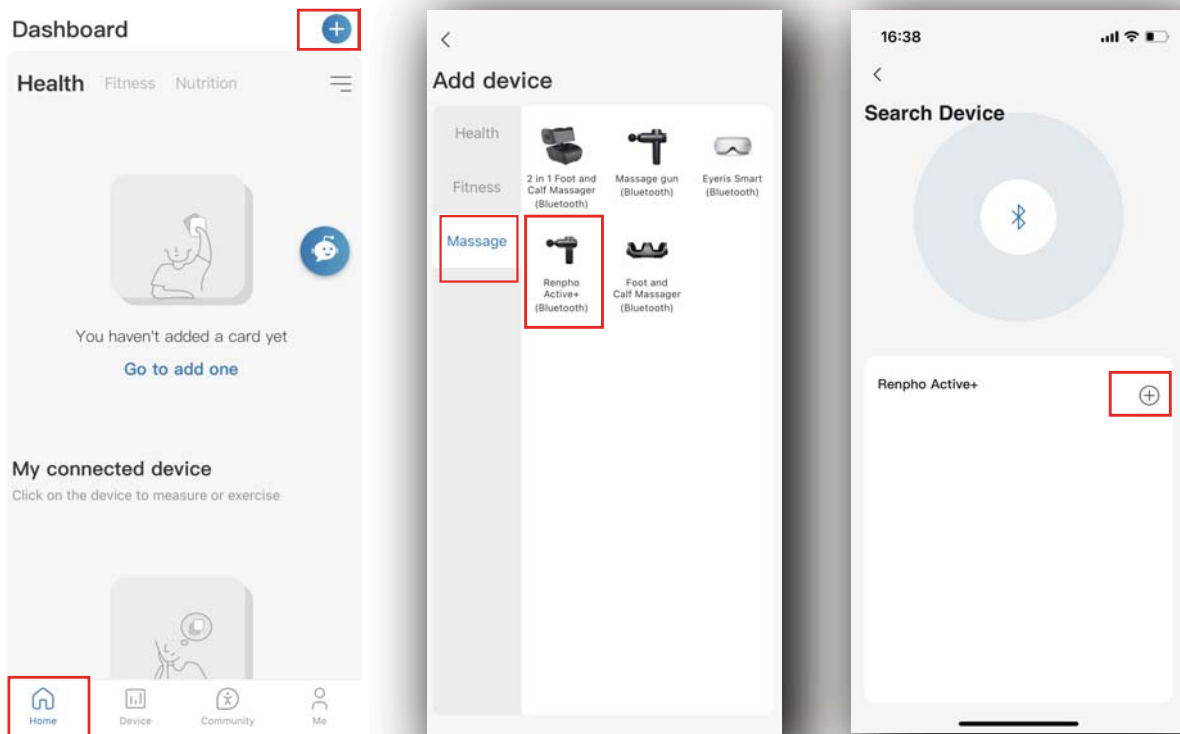 Dashboard
Health Fitness Nutrition
You haven't added a card yet
Go to add one
My connected device
Click on the device to measure or exercise
Home Device Community Me
Add device
Health
Fitness
Massage
2 in 1 Foot and
Calf Massager
(Bluetooth)
Massage gun
(Bluetooth)
Eyeris Smart
(Bluetooth)
Renpho
Active+
(Bluetooth)
Foot and
Calf Massager
(Bluetooth)
16:38
Search Device
Renpho Active+